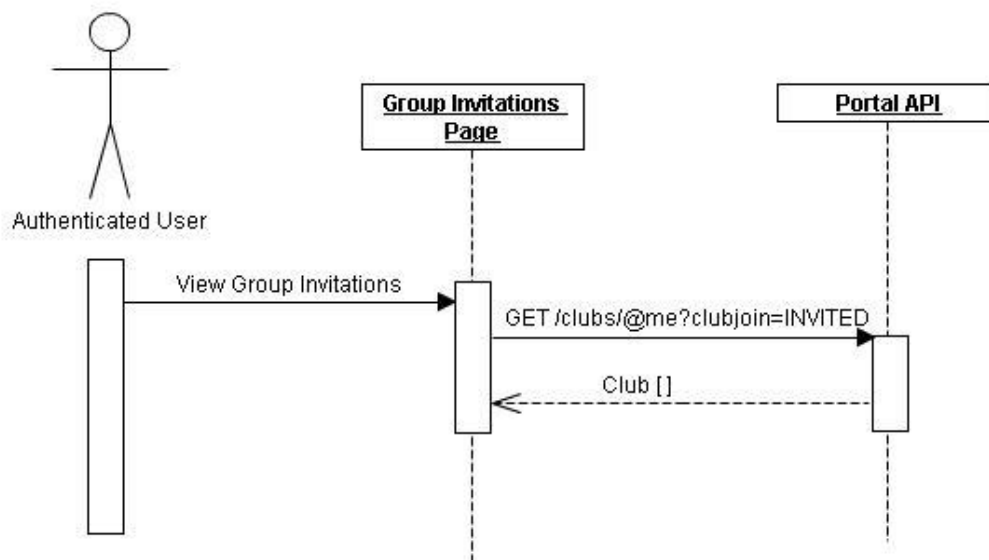 Group Invitations
Page
Portal API
Authenticated User
View Group Invitations
GET /clubs/@me?clubjoin=INVITED
Club [ ]